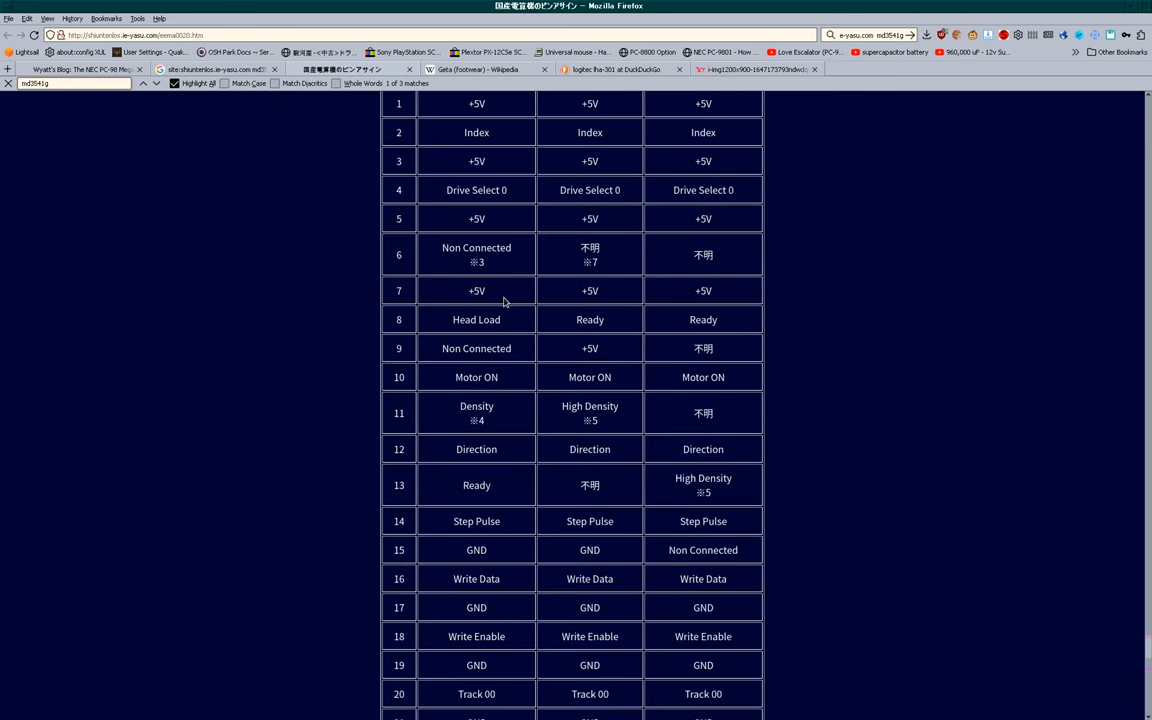 国産電算機のピンアサイン — Mozilla Firefox
File Edit View History Bookmarks Tools Help
http://shiuntenlos.ie-yasu.com/eema0020.htm
e-yasu.com md3541g
Lightsail about:config XUL User Settings - Quak... OSH Park Docs ~ Ser... 駿河屋 -<中古>ドラ... Sony PlayStation SC... Plextor PX-12CSe SC... Universal mouse - Ha... PC-8800 Option NEC PC-9801 - How ... Love Elevator (PC-9... supercapacitor battery 960,000 uF - 12v Su... Other Bookmarks
Wyatt's Blog: The NEC PC-98 Meg site:shiuntenlos.ie-yasu.com md3 国産電算機のピンアサイン Geta (footwear) - Wikipedia logitec lha-301 at DuckDuckGo i-img1200x900-1647173793ndwd
md3541g Highlight All Match Case Match Diacritics Whole Words 1 of 3 matches
1 +5V +5V +5V
2 Index Index Index
3 +5V +5V +5V
4 Drive Select 0 Drive Select 0 Drive Select 0
5 +5V +5V +5V
6 Non Connected ※3 不明 ※7 不明
7 +5V +5V +5V
8 Head Load Ready Ready
9 Non Connected +5V 不明
10 Motor ON Motor ON Motor ON
11 Density ※4 High Density ※5 不明
12 Direction Direction Direction
13 Ready 不明 High Density ※5
14 Step Pulse Step Pulse Step Pulse
15 GND GND Non Connected
16 Write Data Write Data Write Data
17 GND GND GND
18 Write Enable Write Enable Write Enable
19 GND GND GND
20 Track 00 Track 00 Track 00